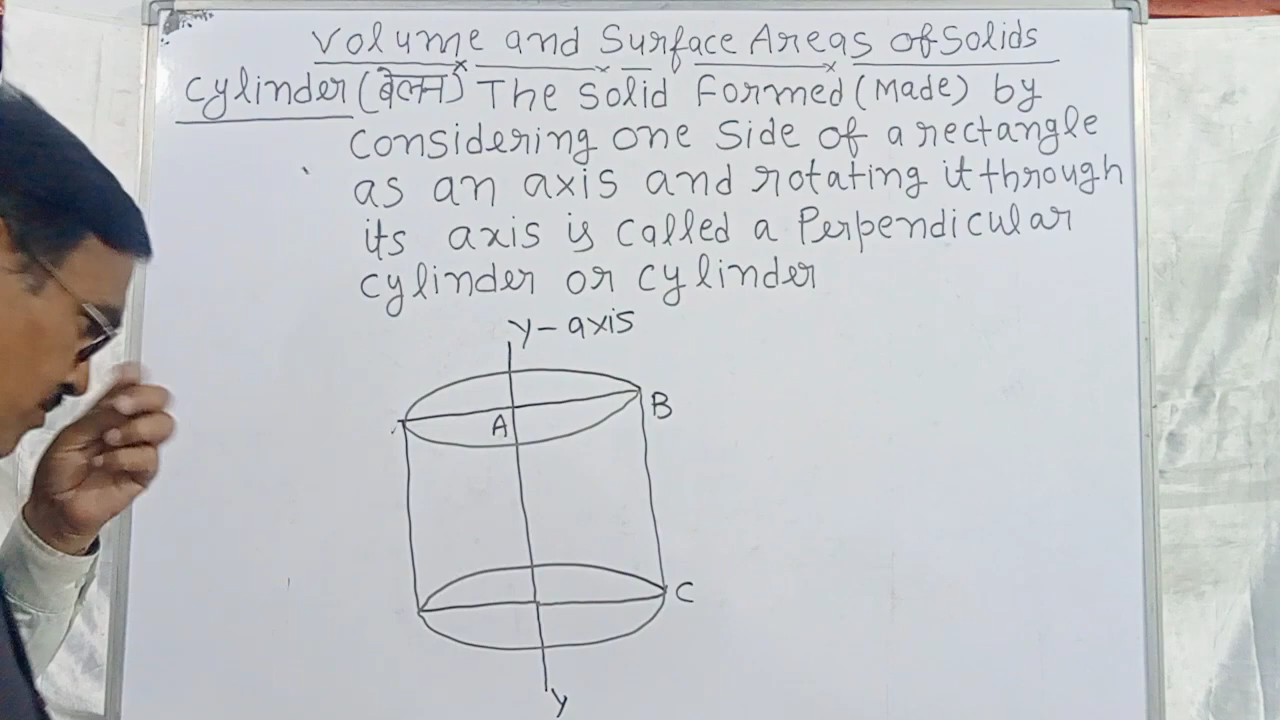 Volume and Surface Areas of Solids
Cylinder (बेलन) The Solid Formed (Made) by
Considering one Side of a rectangle
as an axis and rotating it through
its axis is called a Perpendicular
cylinder or cylinder
y-axis
B
A
C
y